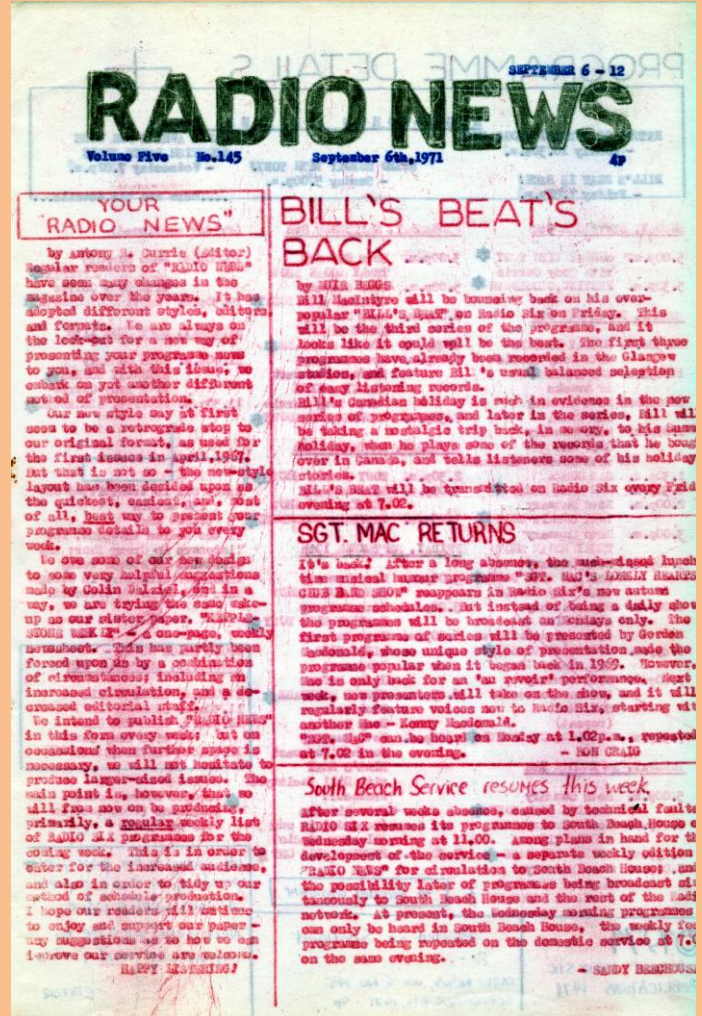 SEPTEMBER 6 - 12
RADIO NEWS
Volume Five No.145 September 6th,1971 4p
YOUR
"RADIO NEWS"
by Antony R. Currie (Editor)
Regular readers of "RADIO NEWS"
have seen many changes in the
magazine over the years. It has
adopted different styles, editors
and formats. We are always on
the look-out for a new way of
presenting your programme news
to you, and with this issue, we
embark on yet another different
method of presentation.
Our new style may at first
seem to be a retrograde step to
our original format, as used for
the first issues in April,1967.
But that is not so - the new-style
layout has been decided upon as
the quickest, easiest, and, most
of all, best way to present your
programme details to you every
week.
We owe some of our new design
to some very helpful suggestions
made by Colin Dalziel, and in a
way, we are trying the same make-
up as our sister paper,
- a one-page, weekly
newssheet. This has partly been
forced upon us by a combination
of circumstances; including an
increased circulation, and a de-
creased editorial staff.
We intend to publish "RADIO NEWS"
in this form every week; but on
occasions when further space is
necessary, we will not hesitate to
produce larger-sized issues. The
main point is, however, that we
will from now on be producing,
primarily, a regular weekly list
of RADIO SIX programmes for the
coming week. This is in order to
cater for the increased audience,
and also in order to tidy up our
method of schedule production.
I hope our readers will continue
to enjoy and support our paper -
any suggestions as to how we can
improve our service are welcome.
HAPPY LISTENING!
BILL'S BEAT'S
BACK
by MUIR BEGGS
Bill MacIntyre will be bouncing back on his ever-
popular "BILL'S BEAT" on Radio Six on Friday. This
will be the third series of the programme, and it
looks like it could well be the best. The first three
programmes have already been recorded in the Glasgow
studios, and feature Bill's usual balanced selection
of easy listening records.
Bill's Canadian holiday is much in evidence in the new
series of programmes, and later in the series, Bill will
be taking a nostalgic trip back, in memory, to his
holiday, when he plays some of the records that he
over in Canada, and tells listeners some of his holiday
stories.
BILL'S BEAT will be transmitted on Radio Six every
evening at 7.02.
SGT. MAC RETURNS
It's back! After a long absence, the much-missed lunch
time musical humour programme "SGT. MAC'S LONELY HEARTS
CLUB BAND SHOW" reappears in Radio Six's new autumn
programme schedules. But instead of being a daily show
the programme will be broadcast on Mondays only. The
first programme of series will be presented by Gordon
Macdonald, whose unique style of presentation made the
programme popular when it began back in 1969. However,
Mac is only back for an 'au revoir' performance. Next
week, new presenters will take on the show, and it will
regularly feature voices new to Radio Six, starting
another Mac - Kenny Macdonald.
"SGT. MAC" can be heard on Monday at 1.02p.m., repeated
at 7.02 in the evening. - RON CRAIG
South Beach Service resumes this week.
After several weeks absence, caused by technical faults
RADIO SIX resumes its programmes to South Beach House
Wednesday morning at 11.00. Among plans in hand for
development of the service - a separate weekly edition
"RADIO NEWS" for circulation to South Beach House; and
the possibility later of programmes being broadcast
taneously to South Beach House and the rest of the
network. At present, the Wednesday morning programmes
can only be heard in South Beach House, the weekly
programme being repeated on the domestic service at
on the same evening.
- SANDY BEECHOUSE